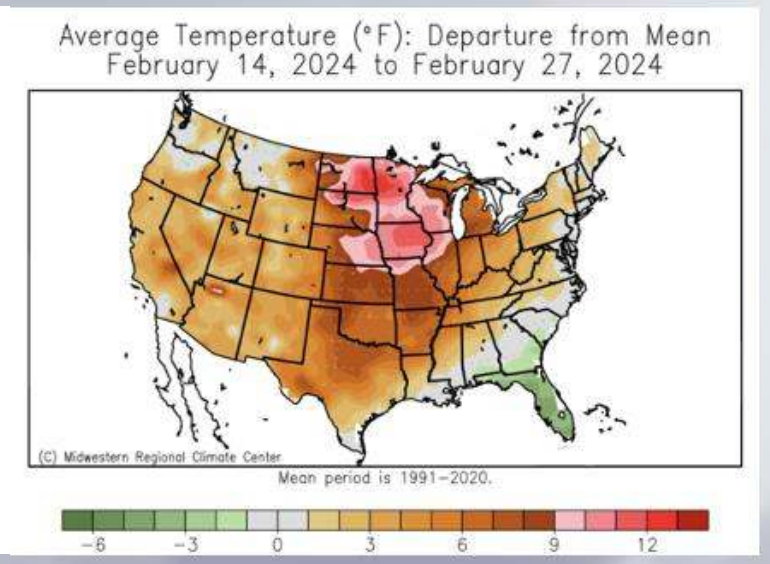 Average Temperature (°F): Departure from Mean
February 14, 2024 to February 27, 2024
(C) Midwestern Regional Climate Center
Mean period is 1991–2020.
−6 −3 0 3 6 9 12